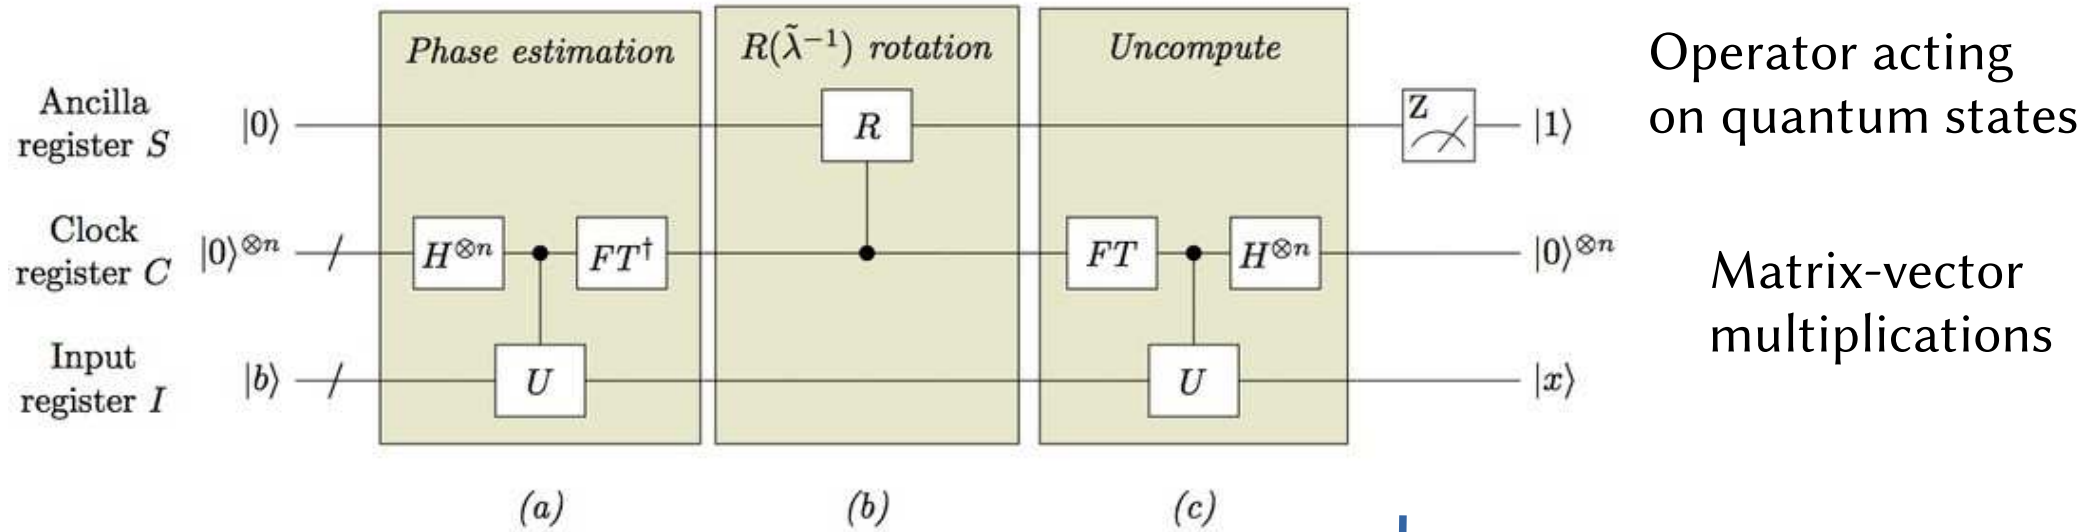 Phase estimation
R(λ̃⁻¹) rotation
Uncompute
Operator acting
on quantum states
Ancilla
register S
|0⟩
R
Z
|1⟩
Clock
register C
|0⟩⊗ⁿ
H⊗ⁿ
FT†
FT
H⊗ⁿ
|0⟩⊗ⁿ
Matrix-vector
multiplications
Input
register I
|b⟩
U
U
|x⟩
(a)
(b)
(c)